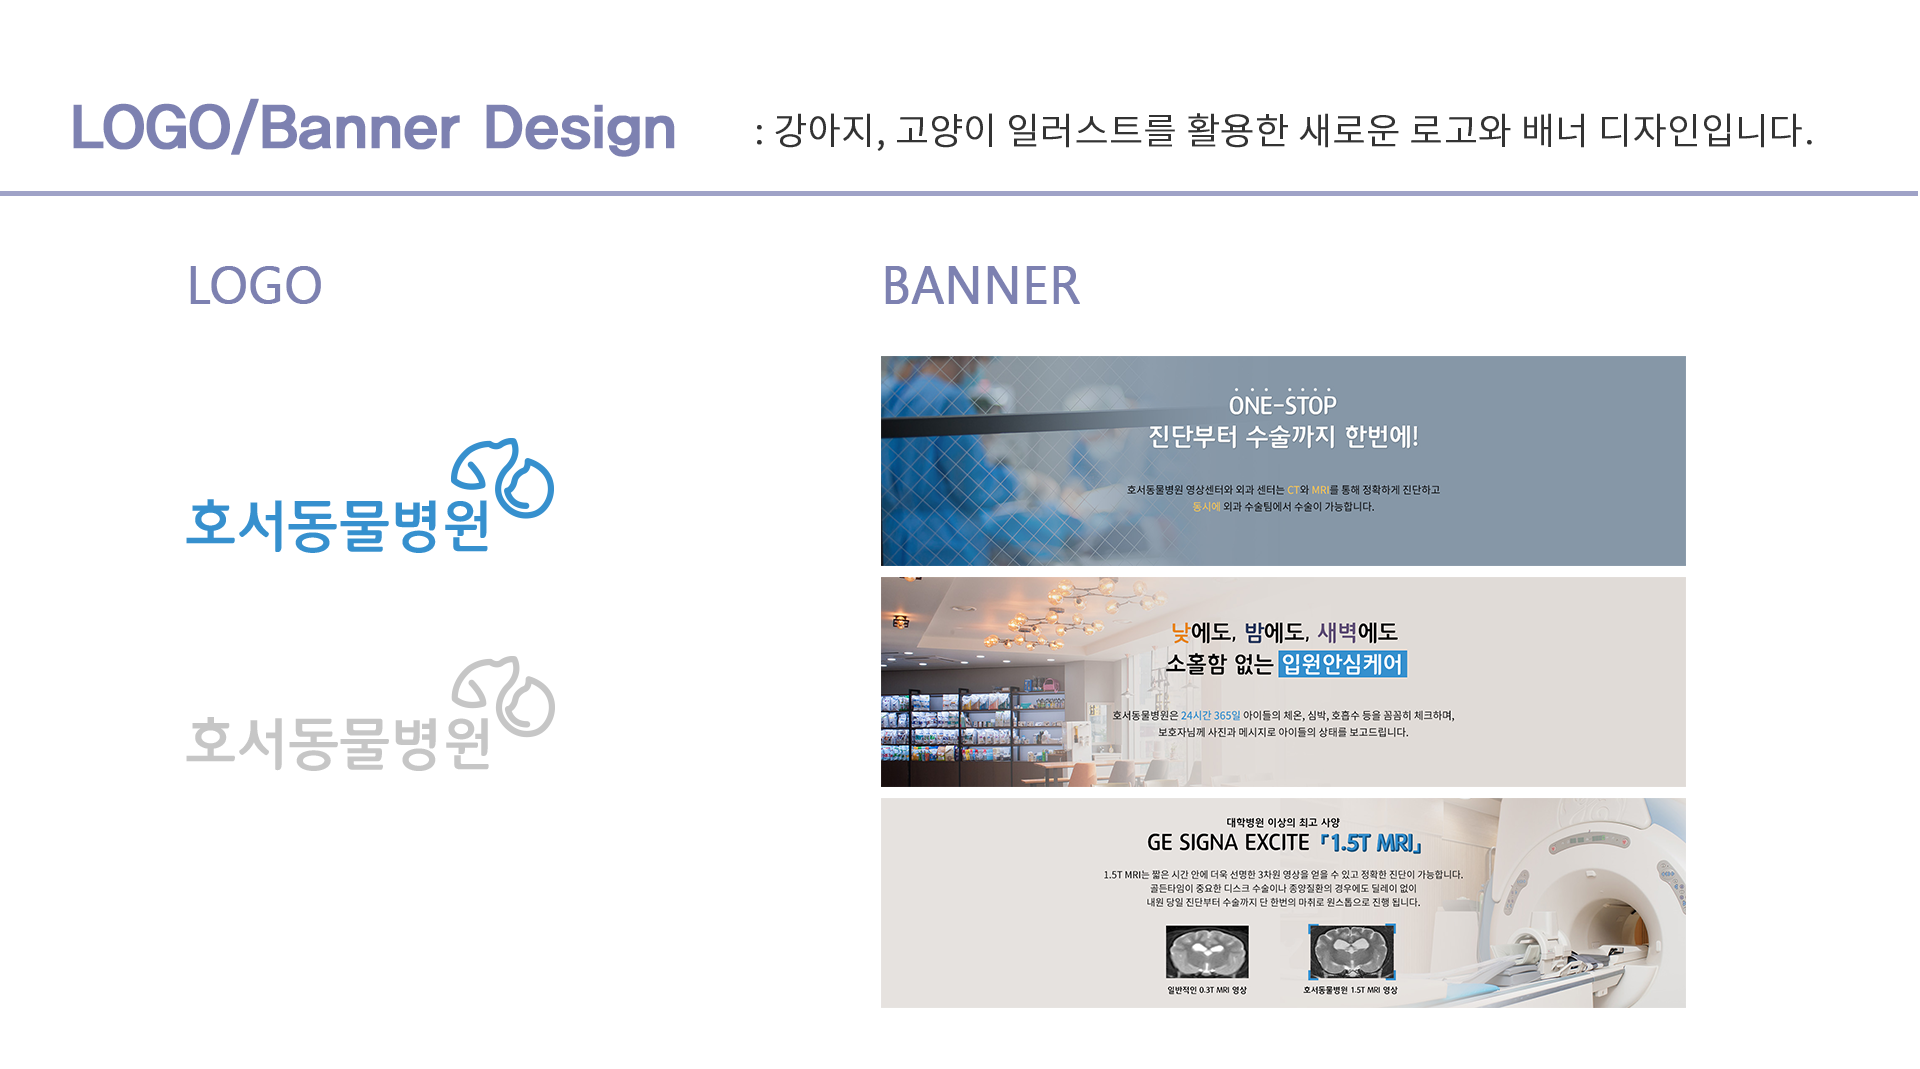 LOGO/Banner Design : 강아지, 고양이 일러스트를 활용한 새로운 로고와 배너 디자인입니다.
LOGO
호서동물병원
호서동물병원
BANNER
ONE-STOP
진단부터 수술까지 한번에!
호서동물병원 영상센터와 외과 센터는 CT와 MRI를 통해 정확하게 진단하고
동시에 외과 수술팀에서 수술이 가능합니다.
낮에도, 밤에도, 새벽에도
소홀함 없는 입원안심케어
호서동물병원은 24시간 365일 아이들의 체온, 심박, 호흡수 등을 꼼꼼히 체크하며,
보호자님께 사진과 메시지로 아이들의 상태를 보고드립니다.
대학병원 이상의 최고 사양
GE SIGNA EXCITE 「1.5T MRI」
1.5T MRI는 짧은 시간 안에 더욱 선명한 3차원 영상을 얻을 수 있고 정확한 진단이 가능합니다.
골든타임이 중요한 디스크 수술이나 종양질환의 경우에도 딜레이 없이
내원 당일 진단부터 수술까지 단 한번의 마취로 원스톱으로 진행 됩니다.
일반적인 0.3T MRI 영상
호서동물병원 1.5T MRI 영상